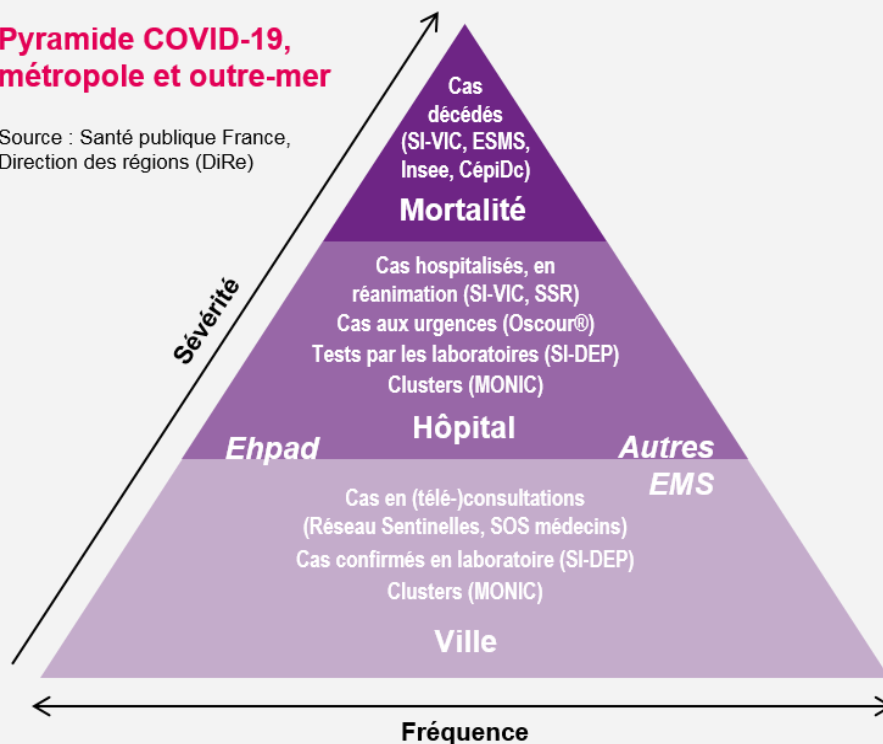 Pyramide COVID-19,
métropole et outre-mer
Source : Santé publique France,
Direction des régions (DiRe)
Sévérité
Cas
décédés
(SI-VIC, ESMS,
Insee, CépiDc)
Mortalité
Cas hospitalisés, en
réanimation (SI-VIC, SSR)
Cas aux urgences (Oscour®)
Tests par les laboratoires (SI-DEP)
Clusters (MONIC)
Hôpital
Ehpad
Autres
EMS
Cas en (télé-)consultations
(Réseau Sentinelles, SOS médecins)
Cas confirmés en laboratoire (SI-DEP)
Clusters (MONIC)
Ville
Fréquence